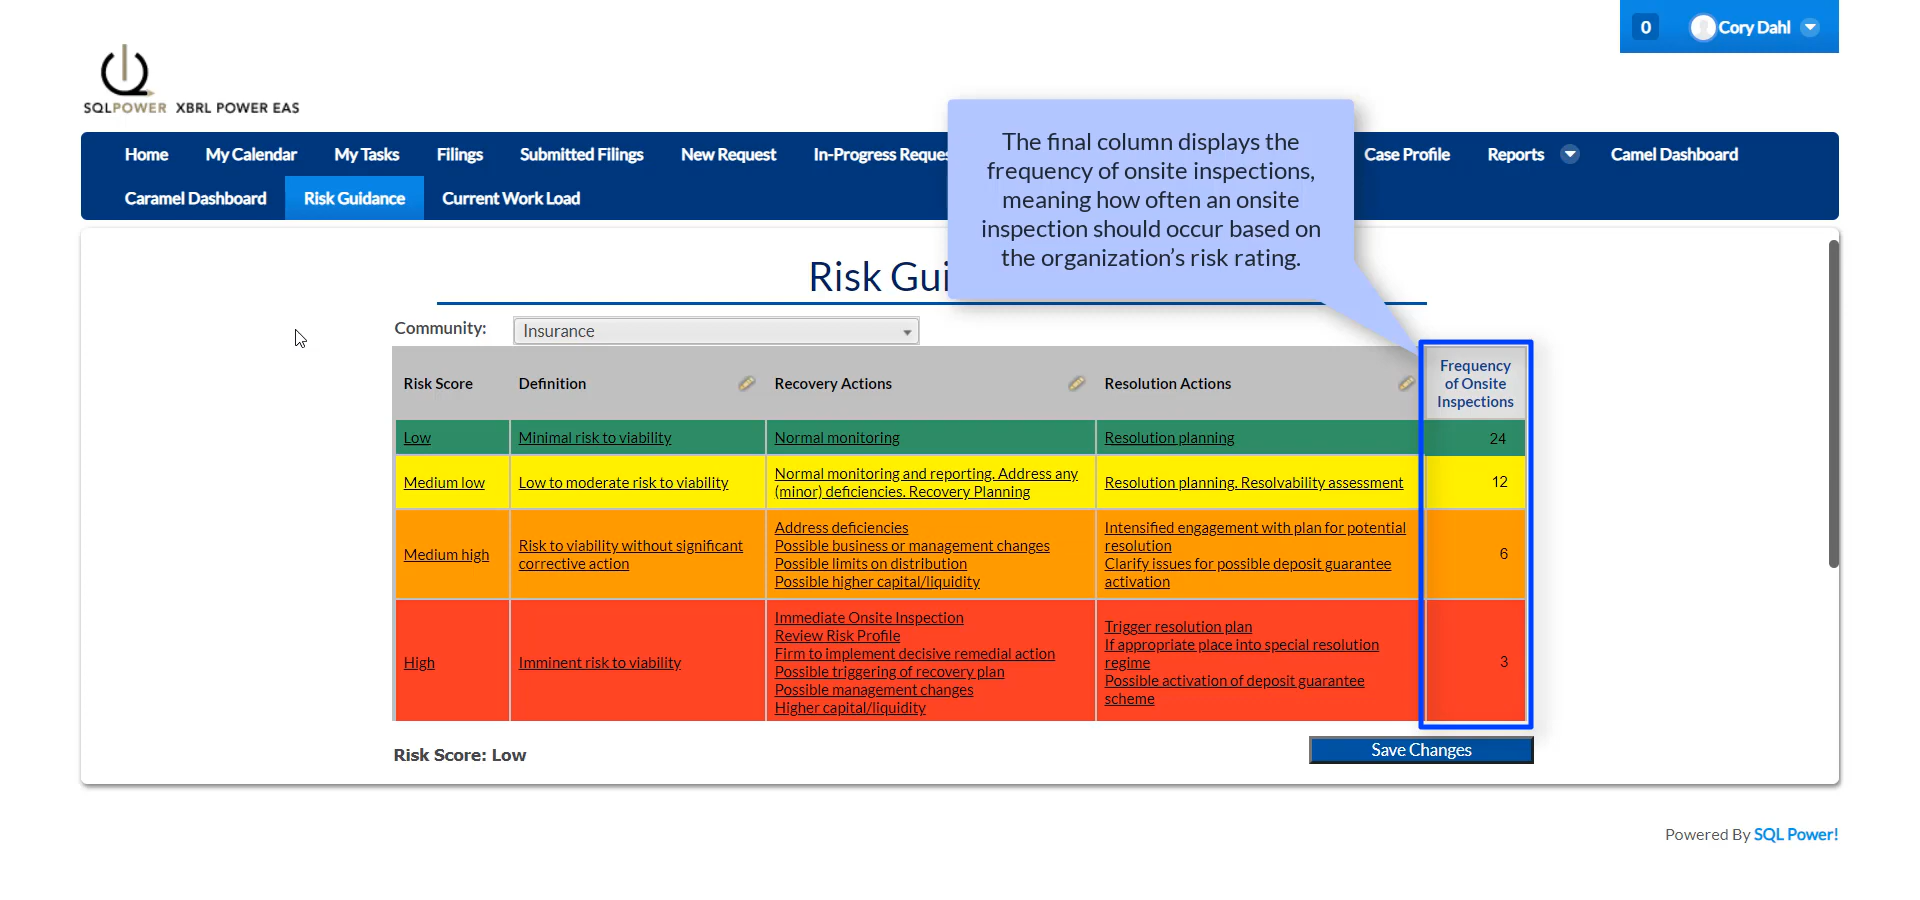 0 Cory Dahl
SQLPOWER XBRL POWER EAS
Home My Calendar My Tasks Filings Submitted Filings New Request In-Progress Case Profile Reports Camel Dashboard
Caramel Dashboard Risk Guidance Current Work Load
The final column displays the
frequency of onsite inspections,
meaning how often an onsite
inspection should occur based on
the organization’s risk rating.
Risk
Community: Insurance
Risk Score Definition Recovery Actions Resolution Actions Frequency
of Onsite
Inspections
Low Minimal risk to viability Normal monitoring Resolution planning 24
Medium low Low to moderate risk to viability Normal monitoring and reporting. Address any
(minor) deficiencies. Recovery Planning Resolution planning. Resolvability assessment 12
Medium high Risk to viability without significant
corrective action Address deficiencies
Possible business or management changes
Possible limits on distribution
Possible higher capital/liquidity Intensified engagement with plan for potential
resolution
Clarify issues for possible deposit guarantee
activation 6
High Imminent risk to viability Immediate Onsite Inspection
Review Risk Profile
Firm to implement decisive remedial action
Possible triggering of recovery plan
Possible management changes
Higher capital/liquidity Trigger resolution plan
If appropriate place into special resolution
regime
Possible activation of deposit guarantee
scheme 3
Risk Score: Low
Save Changes
Powered By SQL Power!